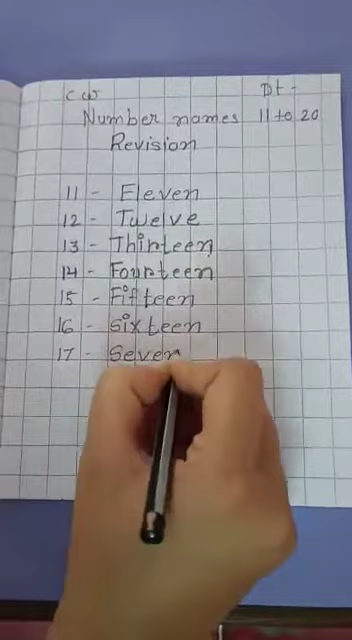 CW Dt -
Number names 11 to 20
Revision
11 - Eleven
12 - Twelve
13 - Thirteen
14 - Fourteen
15 - Fifteen
16 - Sixteen
17 - Seven